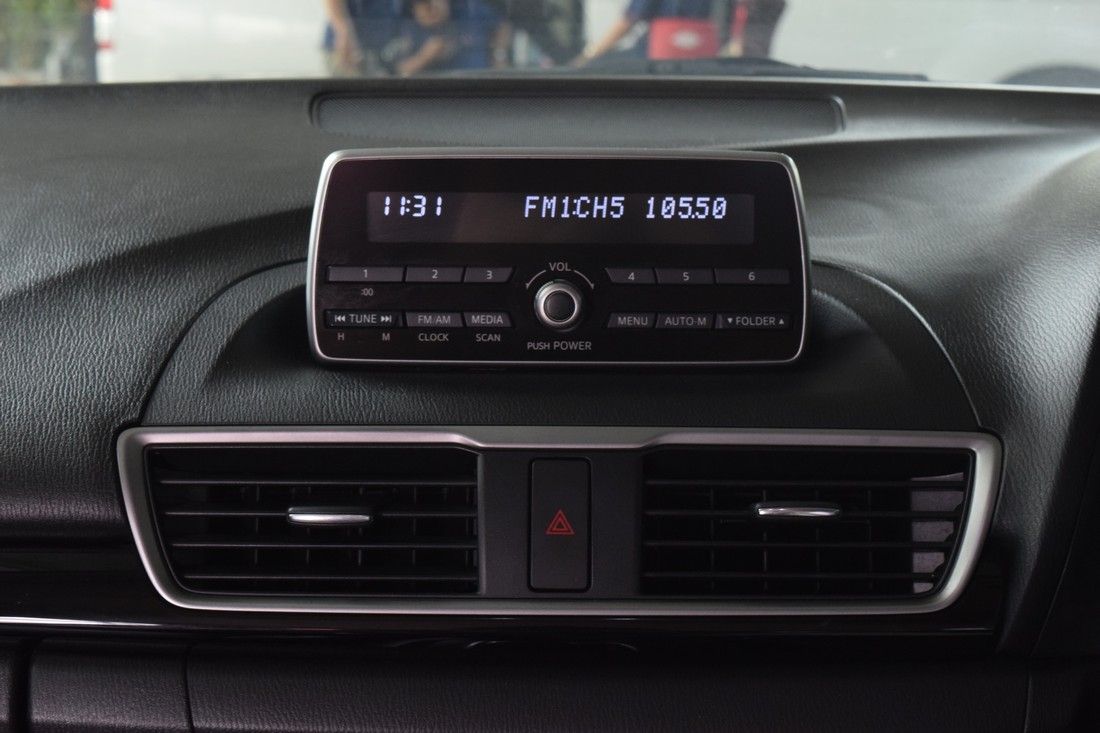 11:31 FM1:CH5 105.50
1 2 3 VOL 4 5 6
:00
⏮ TUNE ⏭ FM/AM MEDIA MENU AUTO-M ▼ FOLDER ▲
H M CLOCK SCAN PUSH POWER